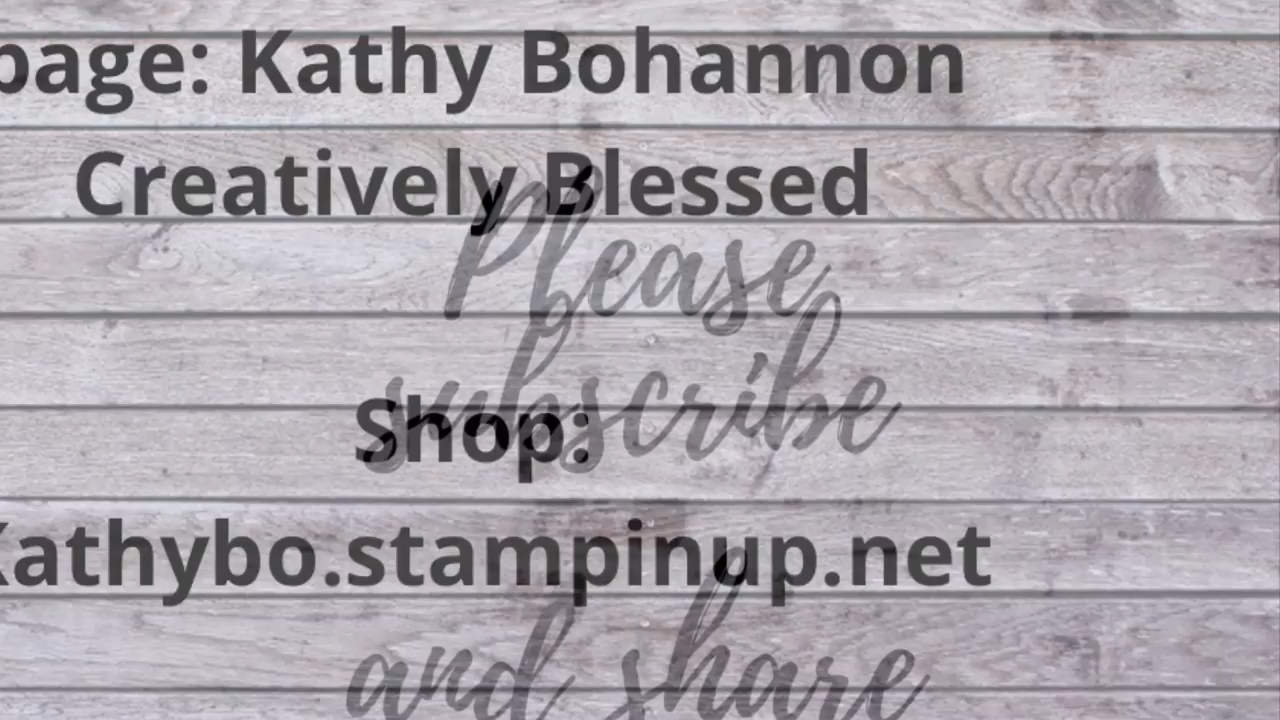 page: Kathy Bohannon
Creatively Blessed
Please
subscribe
Shop:
Kathybo.stampinup.net
and share